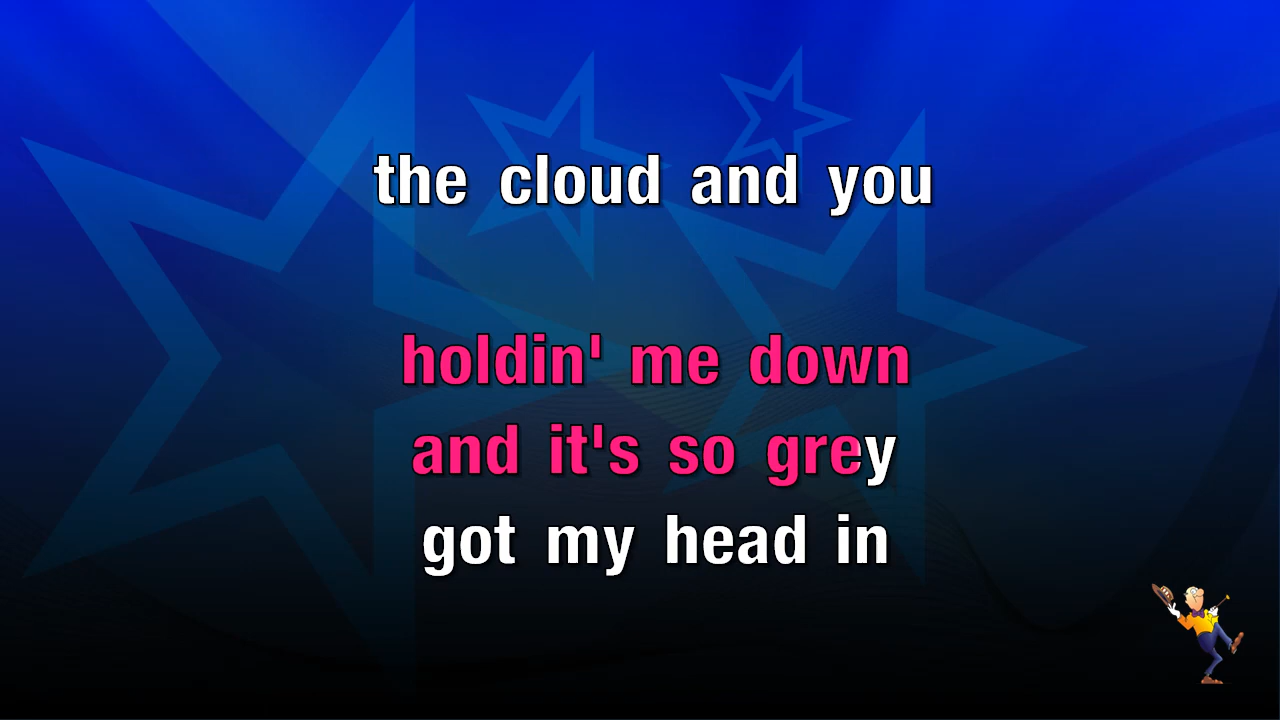 the cloud and you
holdin' me down
and it's so grey
got my head in